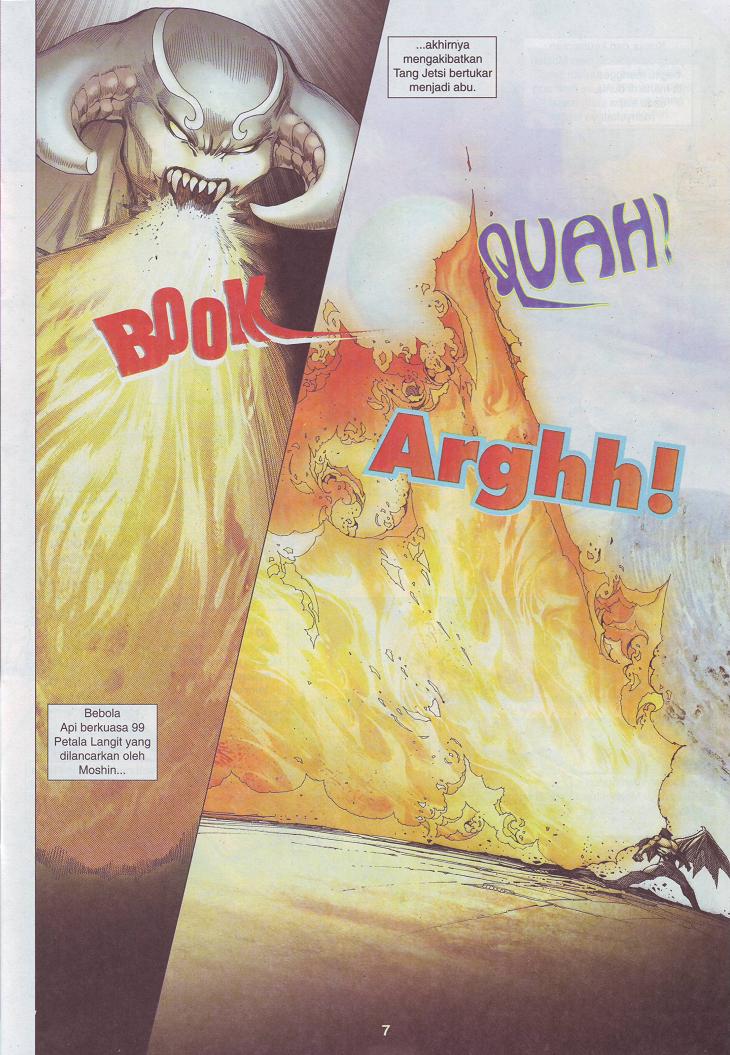 BOOK
Bebola
Api berkuasa 99
Petala Langit yang
dilancarkan oleh
Moshin...
...akhirnya
mengakibatkan
Tang Jetsi bertukar
menjadi abu.
QUAH!
Arghh!
7